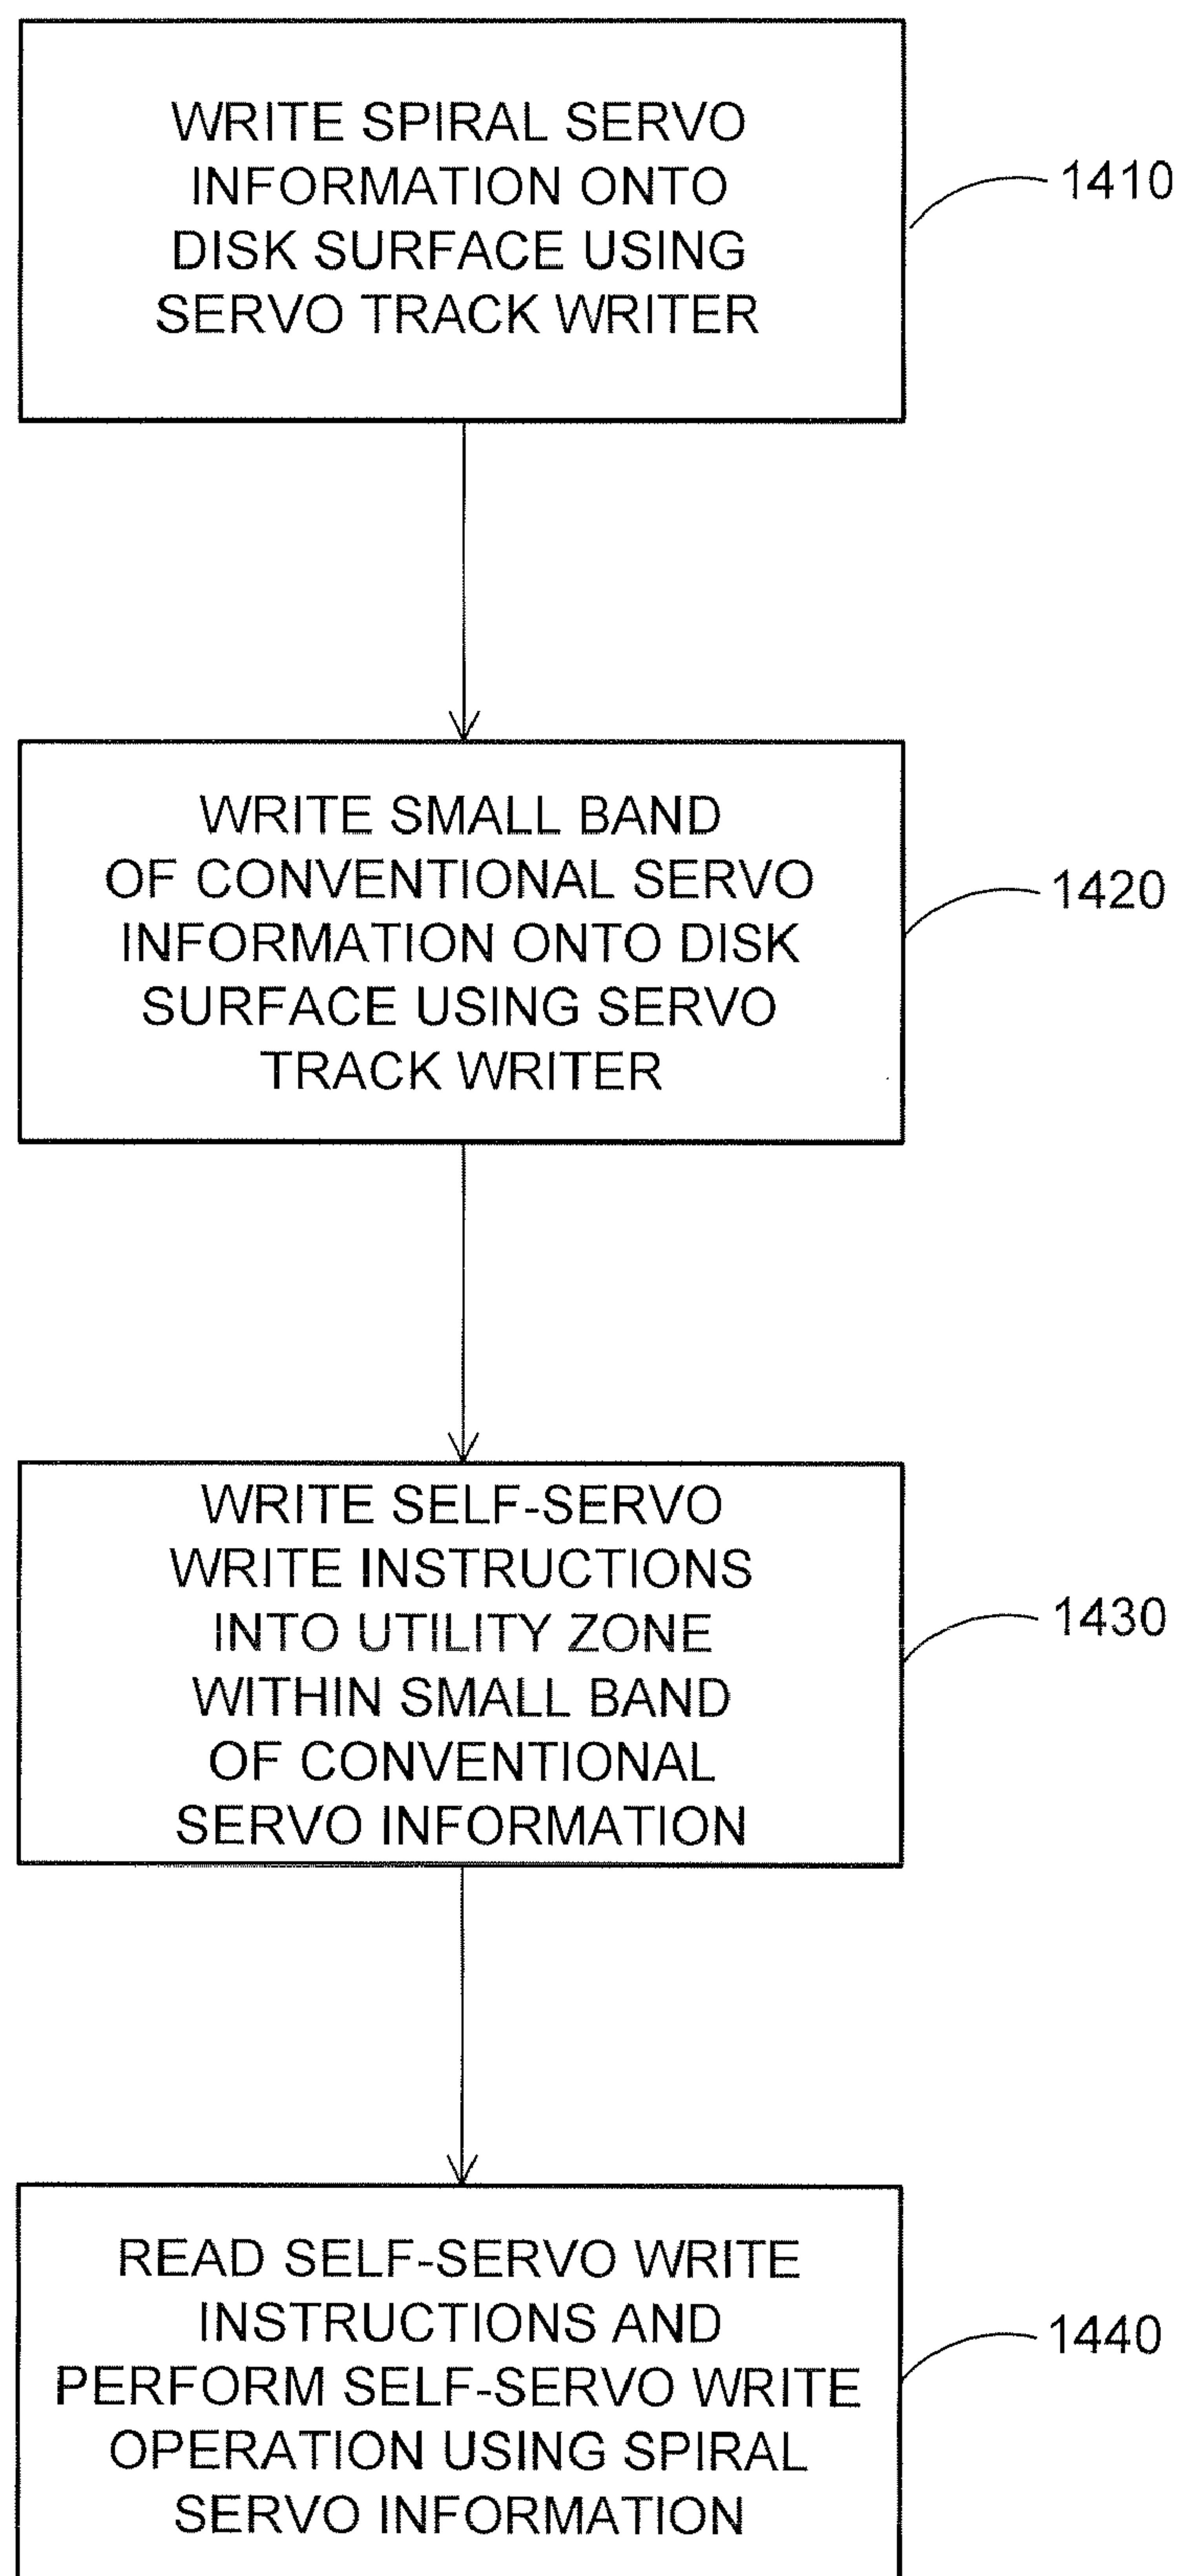 WRITE SPIRAL SERVO
INFORMATION ONTO
DISK SURFACE USING
SERVO TRACK WRITER
1410
WRITE SMALL BAND
OF CONVENTIONAL SERVO
INFORMATION ONTO DISK
SURFACE USING SERVO
TRACK WRITER
1420
WRITE SELF-SERVO
WRITE INSTRUCTIONS
INTO UTILITY ZONE
WITHIN SMALL BAND
OF CONVENTIONAL
SERVO INFORMATION
1430
READ SELF-SERVO WRITE
INSTRUCTIONS AND
PERFORM SELF-SERVO WRITE
OPERATION USING SPIRAL
SERVO INFORMATION
1440